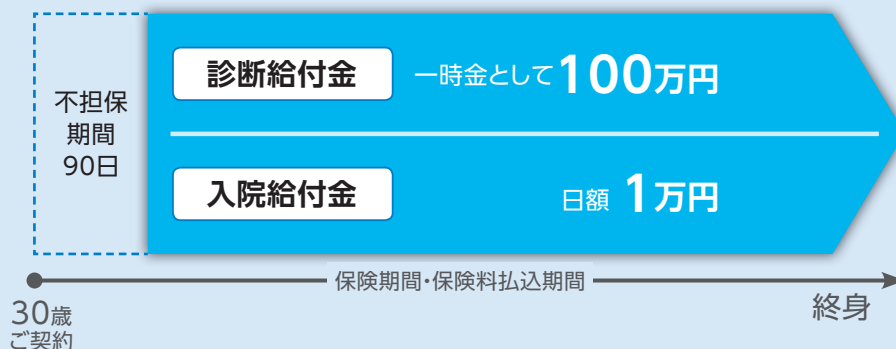 不担保
期間
90日
診断給付金
一時金として100万円
入院給付金
日額 1万円
保険期間・保険料払込期間
30歳
ご契約
終身